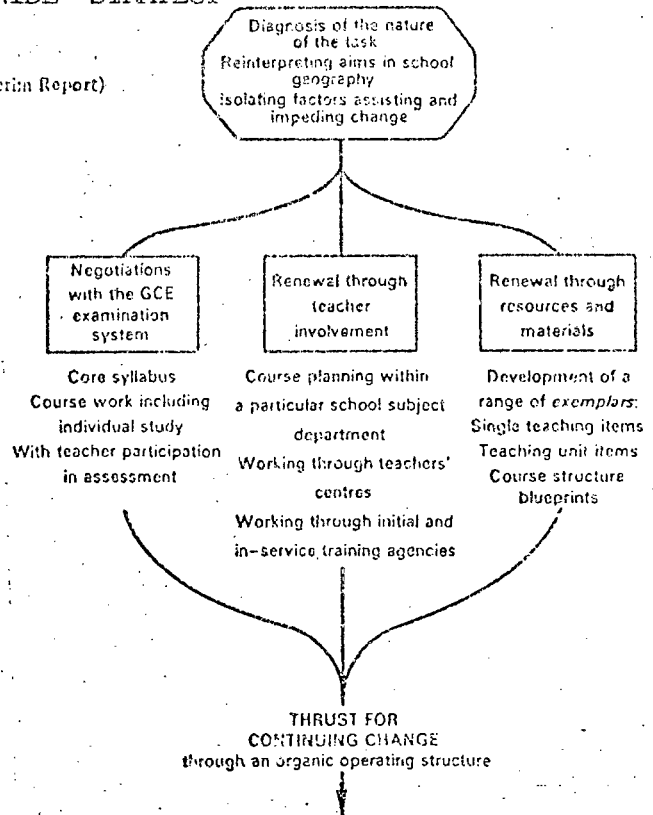 STRATEGY
Interim Report)
Diagnosis of the nature
of the task
Reinterpreting aims in school
geography
Isolating factors assisting and
impeding change
Negotiations
with the GCE
examination
system
Core syllabus
Course work including
individual study
With teacher participation
in assessment
Renewal through
teacher
involvement
Course planning within
a particular school subject
department
Working through teachers'
centres
Working through initial and
in-service training agencies
Renewal through
resources and
materials
Development of a
range of exemplars:
Single teaching items
Teaching unit items
Course structure
blueprints
THRUST FOR
CONTINUING CHANGE
through an organic operating structure